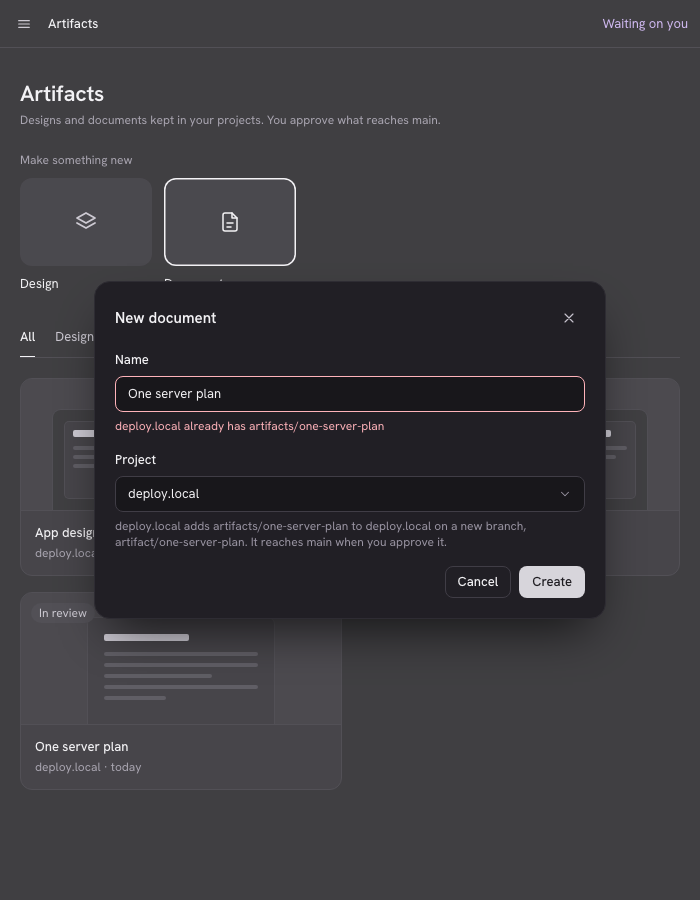 Artifacts
Waiting on you
Artifacts
Designs and documents kept in your projects. You approve what reaches main.
Make something new
Design
All
Design
New document
Name
One server plan
deploy.local already has artifacts/one-server-plan
Project
deploy.local
deploy.local adds artifacts/one-server-plan to deploy.local on a new branch,
artifact/one-server-plan. It reaches main when you approve it.
Cancel
Create
App design
In review
One server plan
deploy.local · today